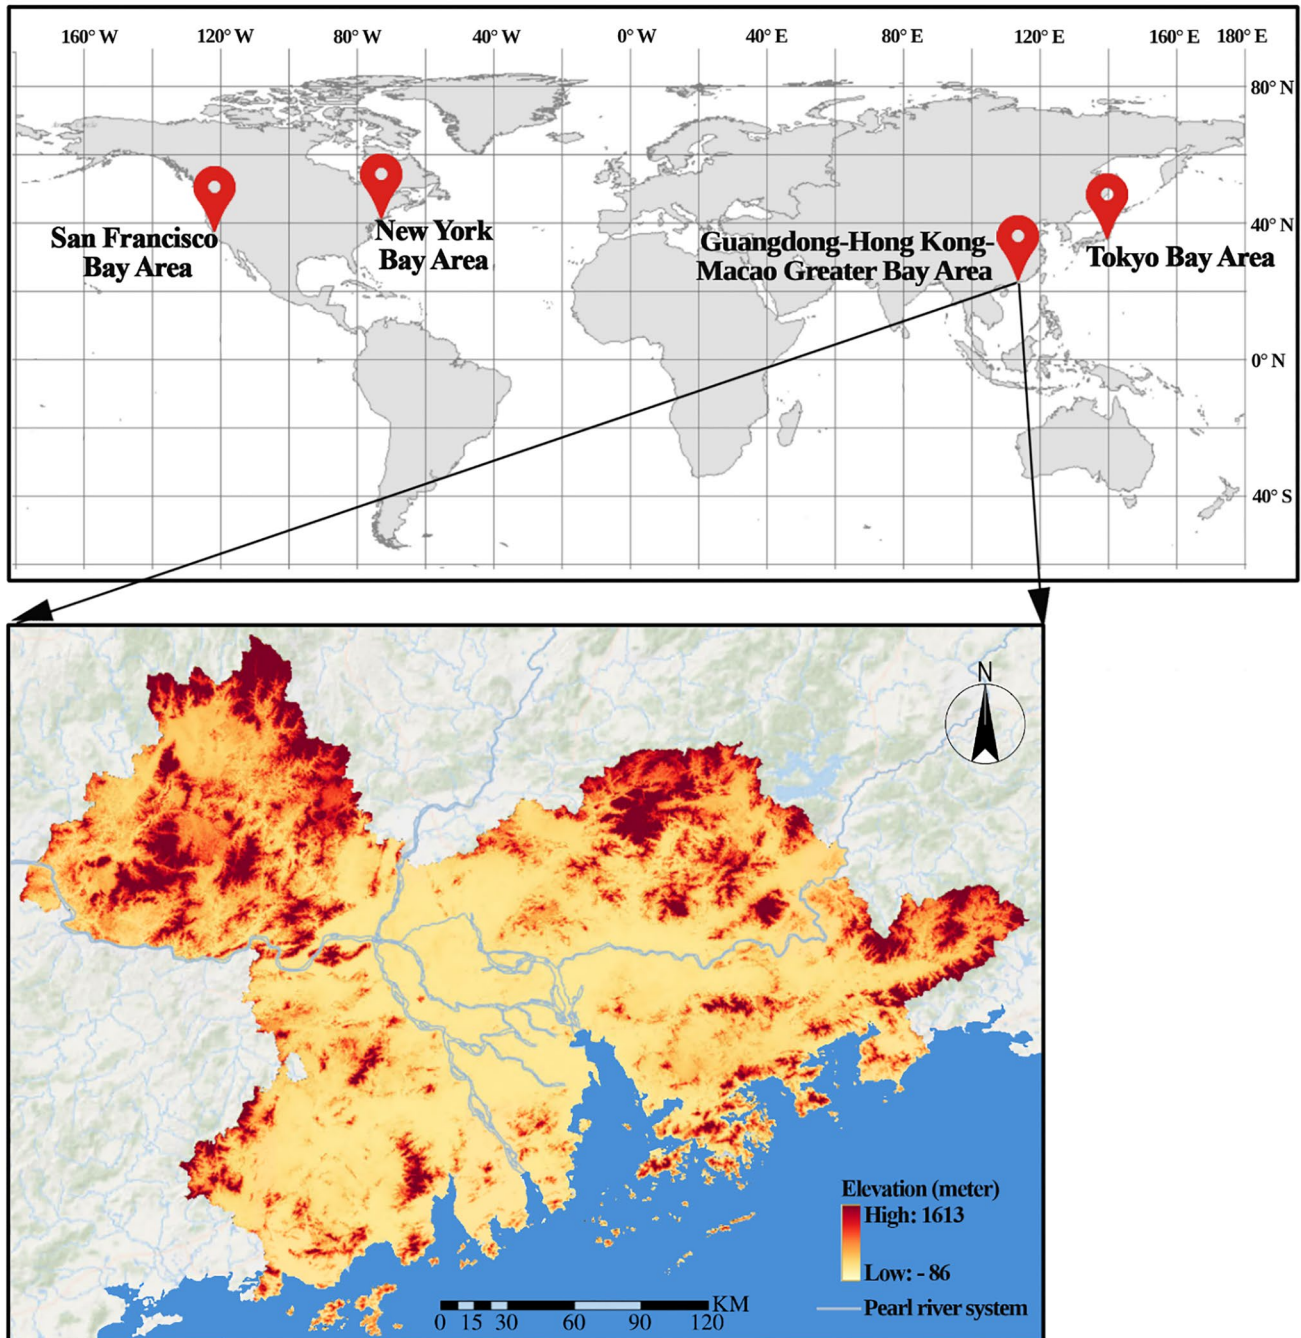 160° W 120° W 80° W 40° W 0° W 40° E 80° E 120° E 160° E 180° E
80° N
San Francisco
Bay Area
New York
Bay Area
Guangdong-Hong Kong-
Macao Greater Bay Area
40° N
Tokyo Bay Area
0° N
40° S
N
Elevation (meter)
High: 1613
Low: - 86
Pearl river system
KM
0 15 30 60 90 120